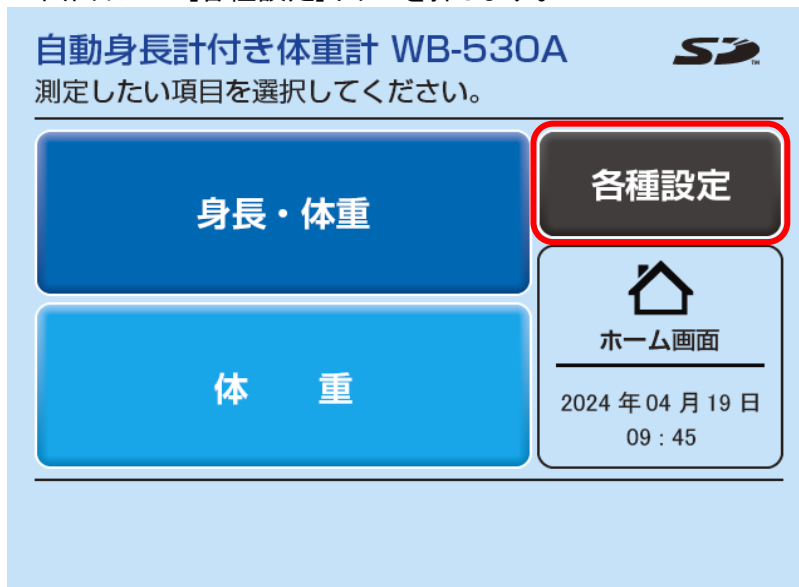 自動身長計付き体重計 WB-530A
SD
測定したい項目を選択してください。
身長・体重
各種設定
ホーム画面
体 重
2024 年 04 月 19 日
09 : 45